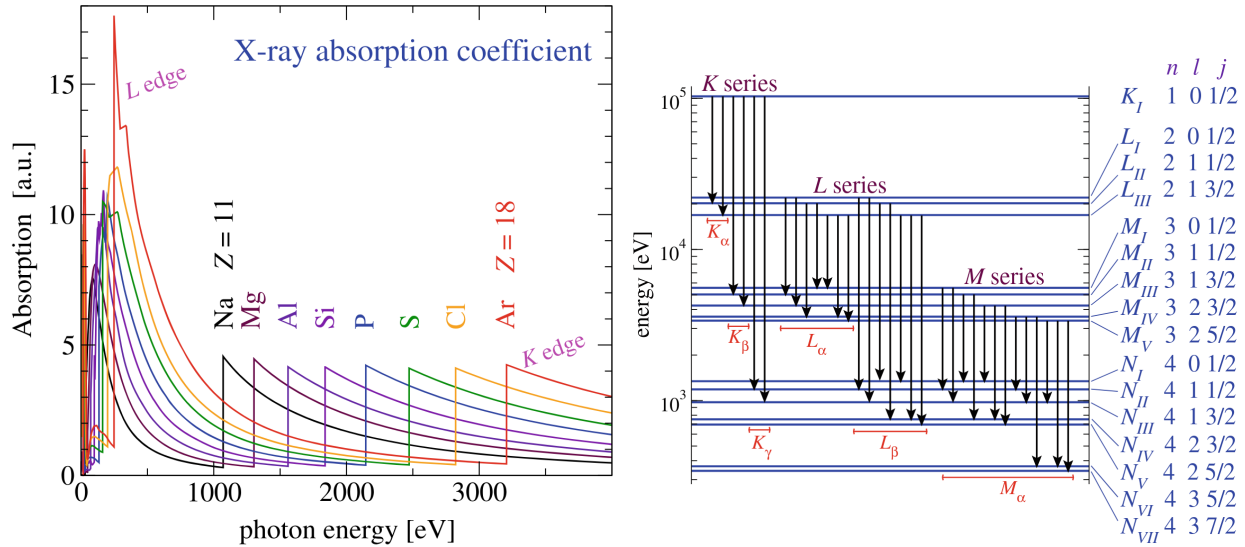 X-ray absorption coefficient
L edge
K edge
Absorption [a.u.]
15
10
5
0
0
1000
2000
3000
photon energy [eV]
Na Z = 11
Mg
Al
Si
P
S
Cl
Ar Z = 18
energy [eV]
10^5
10^4
10^3
K series
L series
M series
K_α
K_β
L_α
K_γ
L_β
M_α
n l j
K_I 1 0 1/2
L_I 2 0 1/2
L_II 2 1 1/2
L_III 2 1 3/2
M_I 3 0 1/2
M_II 3 1 1/2
M_III 3 1 3/2
M_IV 3 2 3/2
M_V 3 2 5/2
N_I 4 0 1/2
N_II 4 1 1/2
N_III 4 1 3/2
N_IV 4 2 3/2
N_V 4 2 5/2
N_VI 4 3 5/2
N_VII 4 3 7/2